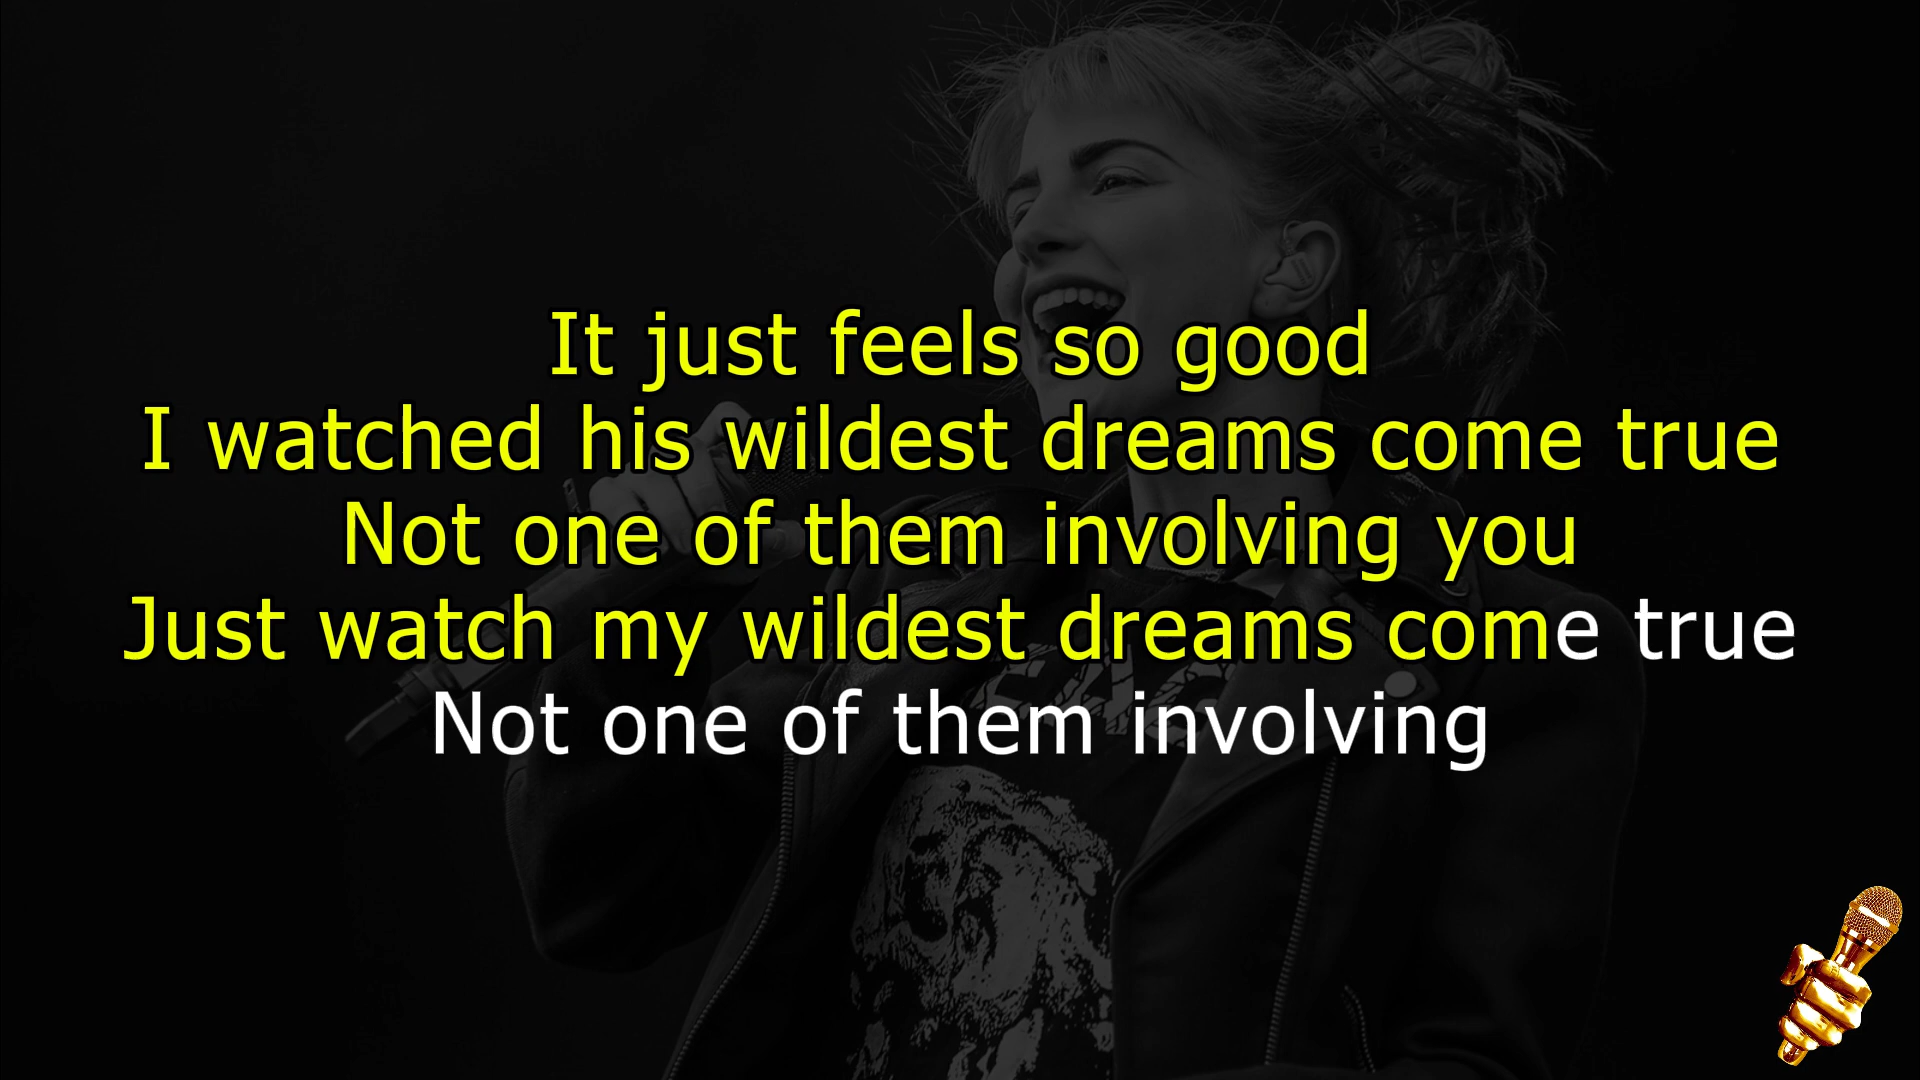 It just feels so good
I watched his wildest dreams come true
Not one of them involving you
Just watch my wildest dreams come true
Not one of them involving